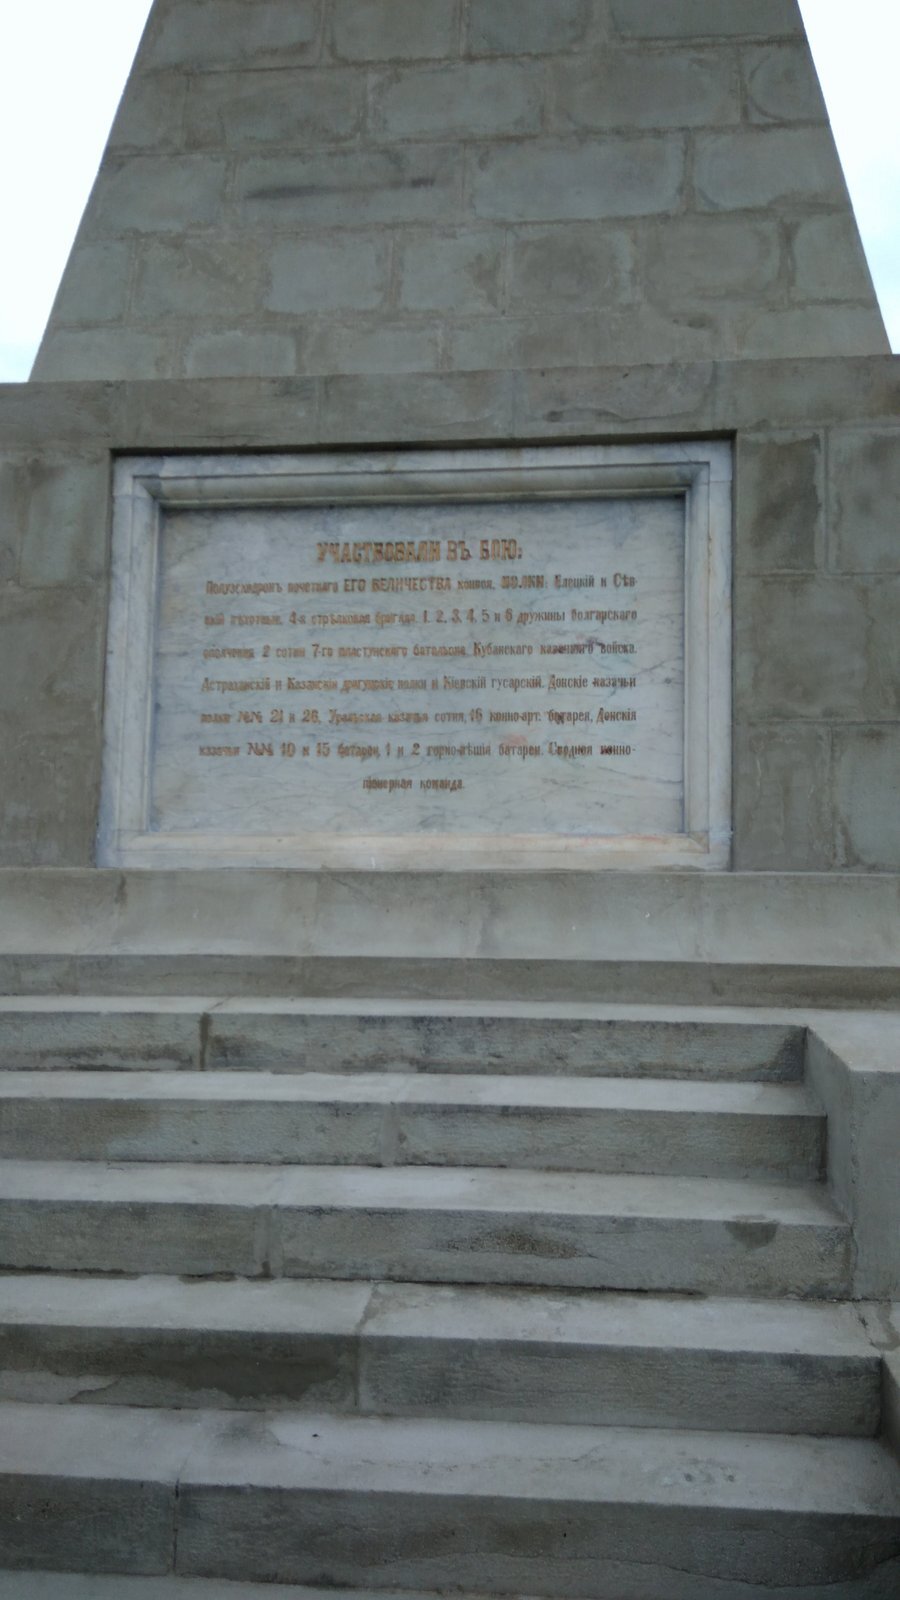 УЧАСТВОВАЛИ ВЪ БОЮ:
Полуэскадронъ почетнаго ЕГО ВЕЛИЧЕСТВА конвоя. ПОЛКИ: Елецкій и Сѣв
скій пѣхотные. 4-я стрѣлковая бригада. 1. 2. 3. 4. 5 и 6 дружины болгарскаго
ополченія 2 сотни 7-го пластунскаго батальона Кубанскаго казачьяго войска.
Астраханскій и Казанскій драгунскіе полки и Кіевскій гусарскій. Донскіе казачьи
полки №№ 21 и 26. Уральская казачья сотня. 16 конно-арт. батарея, Донскія
казачьи №№ 10 и 15 батареи, 1 и 2 горно-пѣшія батареи. Сводная конно-
піонерная команда.